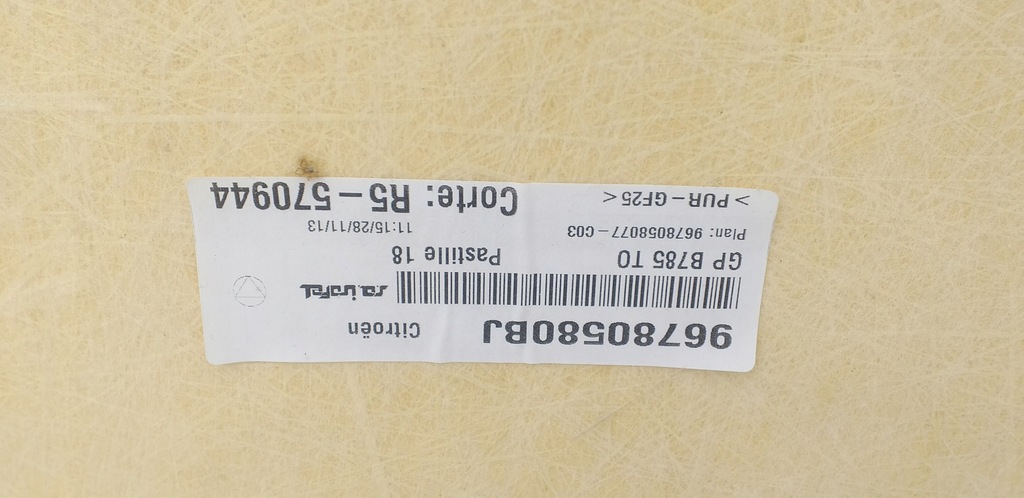 96780580BJ Citroën
GP B785 TO Pastille 18
Plan: 9678058077-C03 11:15/28/11/13
> PUR-GF25 < Corte: R5-570944